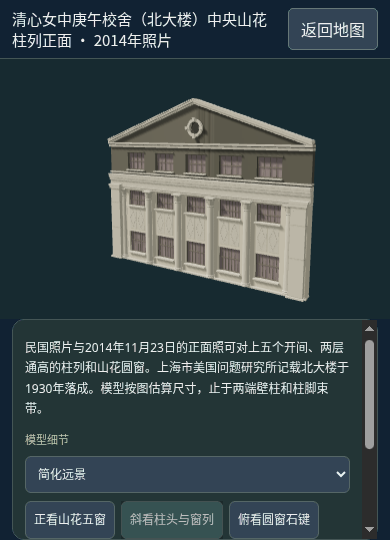 清心女中庚午校舍（北大楼）中央山花
柱列正面 · 2014年照片
返回地图
民国照片与2014年11月23日的正面照可对上五个开间、两层
通高的柱列和山花圆窗。上海市美国问题研究所记载北大楼于
1930年落成。模型按图估算尺寸，止于两端壁柱和柱脚束
带。
模型细节
简化远景
正看山花五窗
斜看柱头与窗列
俯看圆窗石键